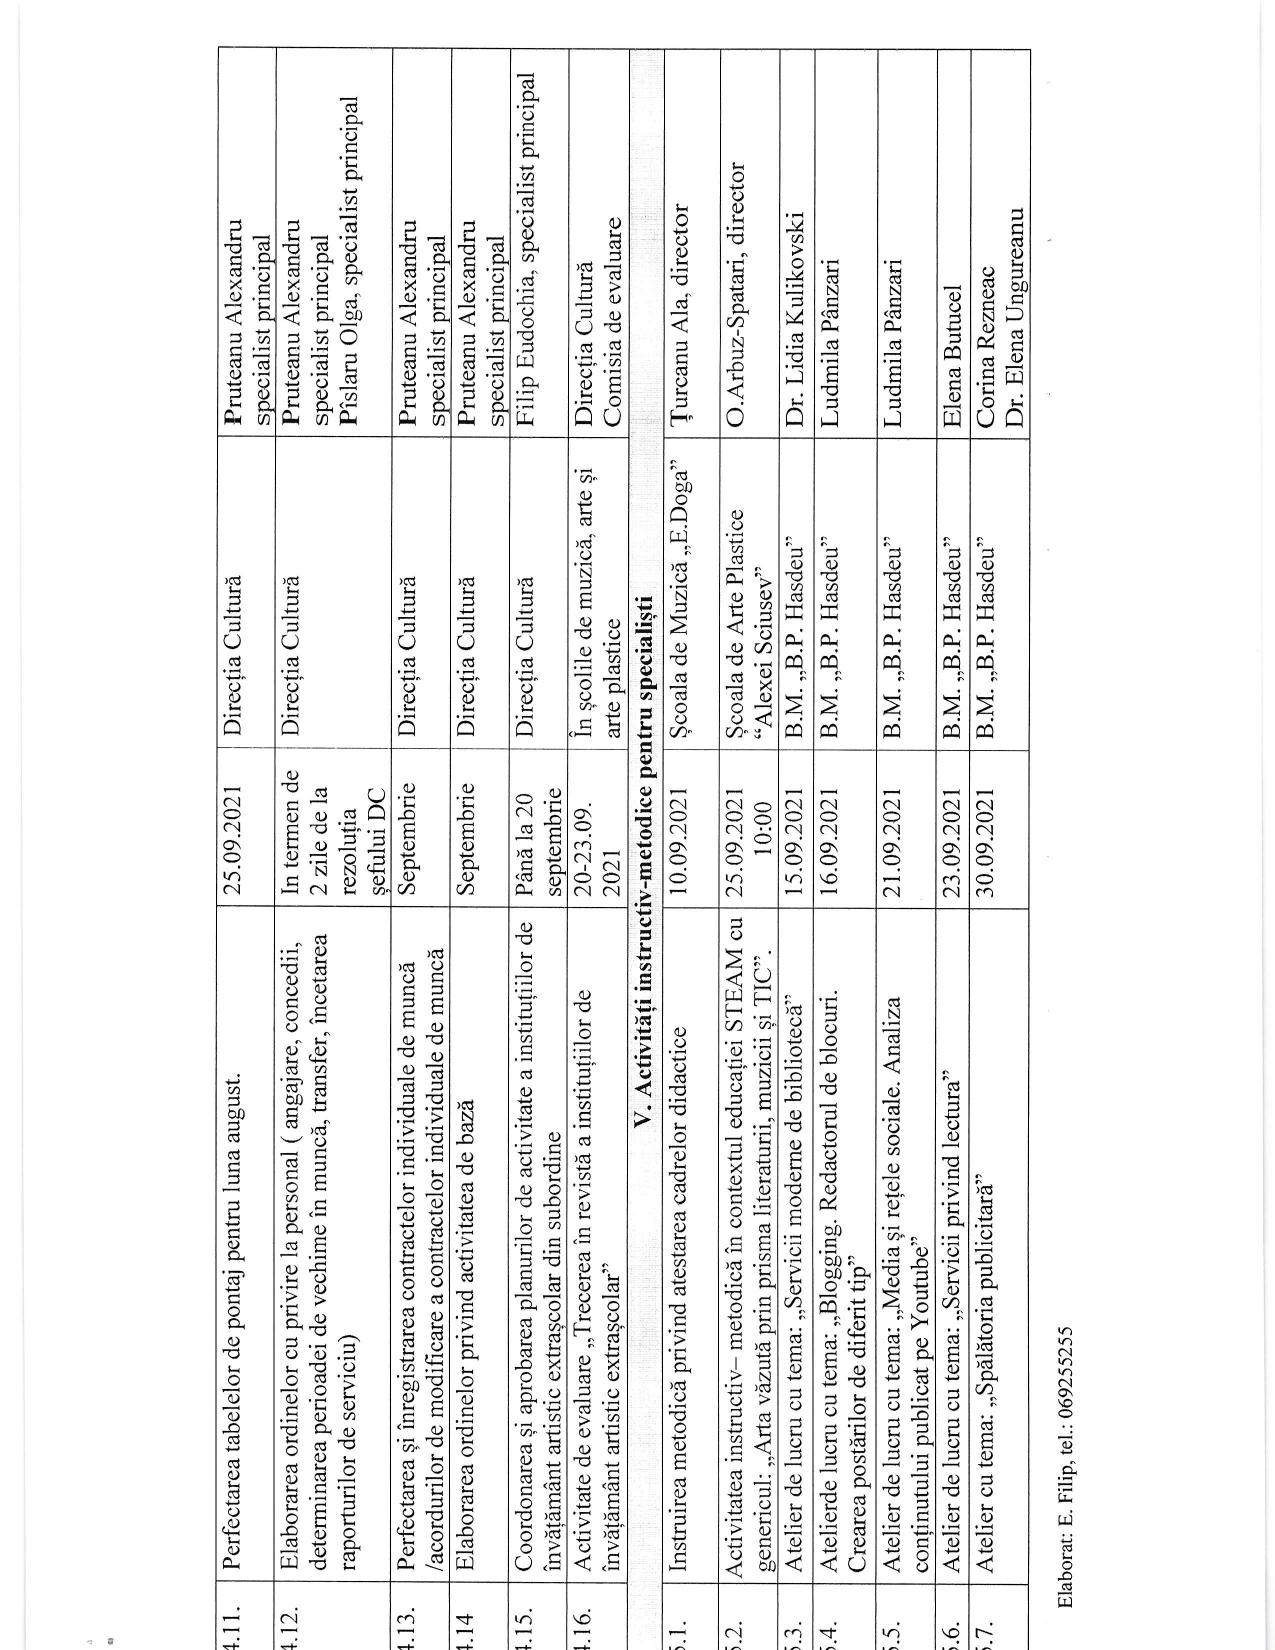 4.11. Perfectarea tabelelor de pontaj pentru luna august. 25.09.2021 Direcția Cultură Pruteanu Alexandru
specialist principal
4.12. Elaborarea ordinelor cu privire la personal ( angajare, concedii, In termen de Direcția Cultură Pruteanu Alexandru
determinarea perioadei de vechime în muncă, transfer, încetarea 2 zile de la specialist principal
raporturilor de serviciu) rezoluția Pîslaru Olga, specialist principal
șefului DC
4.13. Perfectarea și înregistrarea contractelor individuale de muncă Septembrie Direcția Cultură Pruteanu Alexandru
/acordurilor de modificare a contractelor individuale de muncă specialist principal
4.14 Elaborarea ordinelor privind activitatea de bază Septembrie Direcția Cultură Pruteanu Alexandru
specialist principal
4.15. Coordonarea și aprobarea planurilor de activitate a instituțiilor de Până la 20 Direcția Cultură Filip Eudochia, specialist principal
învățământ artistic extrașcolar din subordine septembrie
4.16. Activitate de evaluare „Trecerea în revistă a instituțiilor de 20-23.09. În școlile de muzică, arte și Direcția Cultură
învățământ artistic extrașcolar” 2021 arte plastice Comisia de evaluare
V. Activități instructiv-metodice pentru specialiști
5.1. Instruirea metodică privind atestarea cadrelor didactice 10.09.2021 Școala de Muzică „E.Doga” Țurcanu Ala, director
5.2. Activitatea instructiv– metodică în contextul educației STEAM cu 25.09.2021 Școala de Arte Plastice O.Arbuz-Spatari, director
genericul: „Arta văzută prin prisma literaturii, muzicii și TIC”. 10:00 “Alexei Sciusev”
5.3. Atelier de lucru cu tema: „Servicii moderne de bibliotecă” 15.09.2021 B.M. „B.P. Hasdeu” Dr. Lidia Kulikovski
5.4. Atelierde lucru cu tema: „Blogging. Redactorul de blocuri. 16.09.2021 B.M. „B.P. Hasdeu” Ludmila Pânzari
Crearea postărilor de diferit tip”
5.5. Atelier de lucru cu tema: „Media și rețele sociale. Analiza 21.09.2021 B.M. „B.P. Hasdeu” Ludmila Pânzari
conținutului publicat pe Youtube”
5.6. Atelier de lucru cu tema: „Servicii privind lectura” 23.09.2021 B.M. „B.P. Hasdeu” Elena Butucel
5.7. Atelier cu tema: „Spălătoria publicitară” 30.09.2021 B.M. „B.P. Hasdeu” Corina Rezneac
Dr. Elena Ungureanu
Elaborat: E. Filip, tel.: 069255255